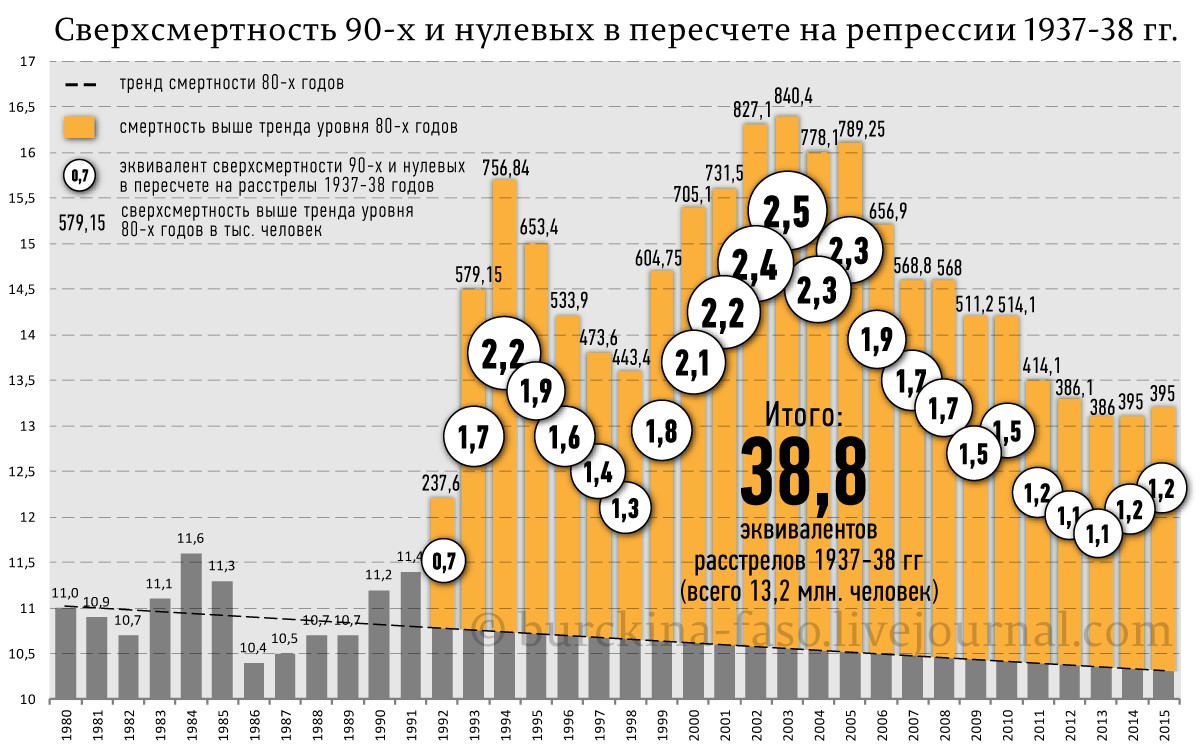 Сверхсмертность 90-х и нулевых в пересчете на репрессии 1937-38 гг.
17
16,5
16
15,5
15
14,5
14
13,5
13
12,5
12
11,5
11
10,5
10
тренд смертности 80-х годов
смертность выше тренда уровня 80-х годов
0,7
эквивалент сверхсмертности 90-х и нулевых
в пересчете на расстрелы 1937-38 годов
579,15
сверхсмертность выше тренда уровня
80-х годов в тыс. человек
11,0 10,9 10,7 11,1 11,6 11,3 10,4 10,5 10,7 10,7 11,2 11,4
237,6 579,15 756,84 653,4 533,9 473,6 443,4 604,75 705,1 731,5 827,1 840,4 778,1 789,25 656,9 568,8 568 511,2 514,1 414,1 386,1 386 395 395
0,7 1,7 2,2 1,9 1,6 1,4 1,3 1,8 2,1 2,2 2,4 2,5 2,3 2,3 1,9 1,7 1,7 1,5 1,5 1,2 1,1 1,1 1,2 1,2
Итого:
38,8
эквивалентов
расстрелов 1937-38 гг
(всего 13,2 млн. человек)
© burckina-faso.livejournal.com
1980 1981 1982 1983 1984 1985 1986 1987 1988 1989 1990 1991 1992 1993 1994 1995 1996 1997 1998 1999 2000 2001 2002 2003 2004 2005 2006 2007 2008 2009 2010 2011 2012 2013 2014 2015